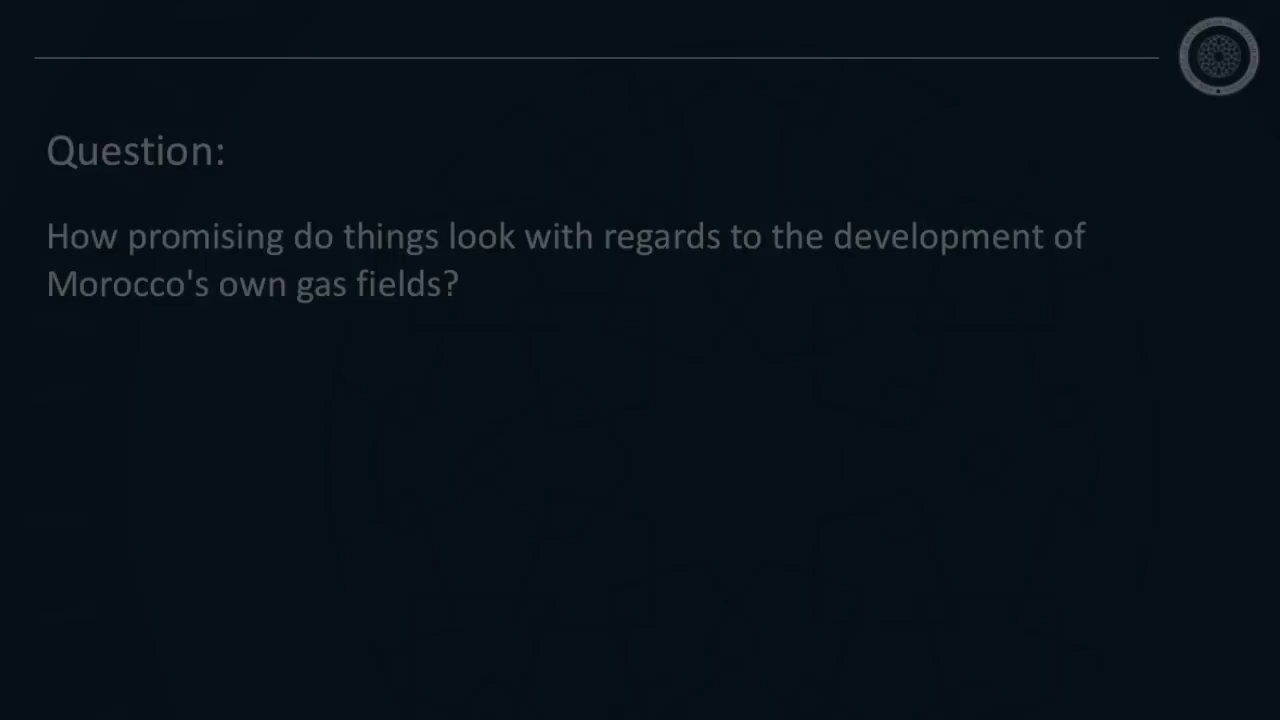 Question:
How promising do things look with regards to the development of
Morocco's own gas fields?